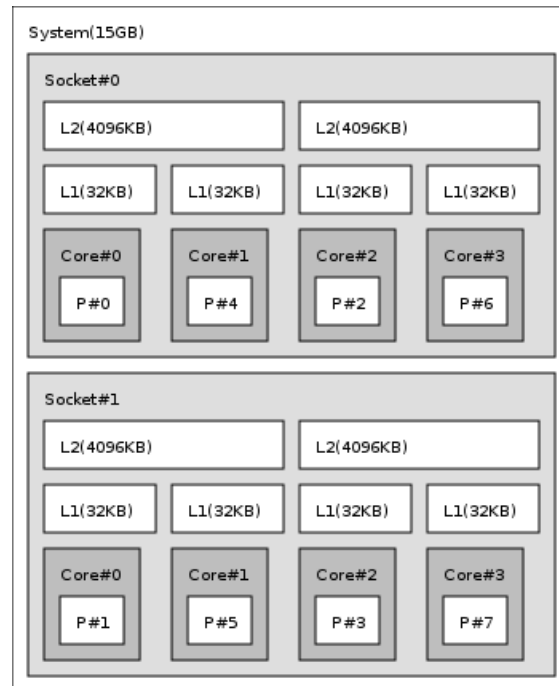 System(15GB)
Socket#0
L2(4096KB) L2(4096KB)
L1(32KB) L1(32KB) L1(32KB) L1(32KB)
Core#0 Core#1 Core#2 Core#3
P#0 P#4 P#2 P#6
Socket#1
L2(4096KB) L2(4096KB)
L1(32KB) L1(32KB) L1(32KB) L1(32KB)
Core#0 Core#1 Core#2 Core#3
P#1 P#5 P#3 P#7